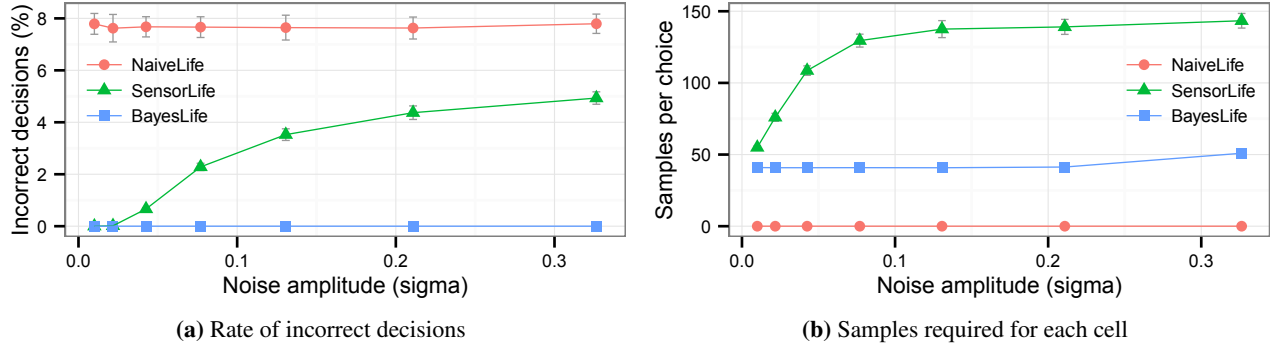 Incorrect decisions (%)
8
6
4
2
0
NaiveLife
SensorLife
BayesLife
0.0 0.1 0.2 0.3
Noise amplitude (sigma)
(a) Rate of incorrect decisions
Samples per choice
150
100
50
0
NaiveLife
SensorLife
BayesLife
0.0 0.1 0.2 0.3
Noise amplitude (sigma)
(b) Samples required for each cell